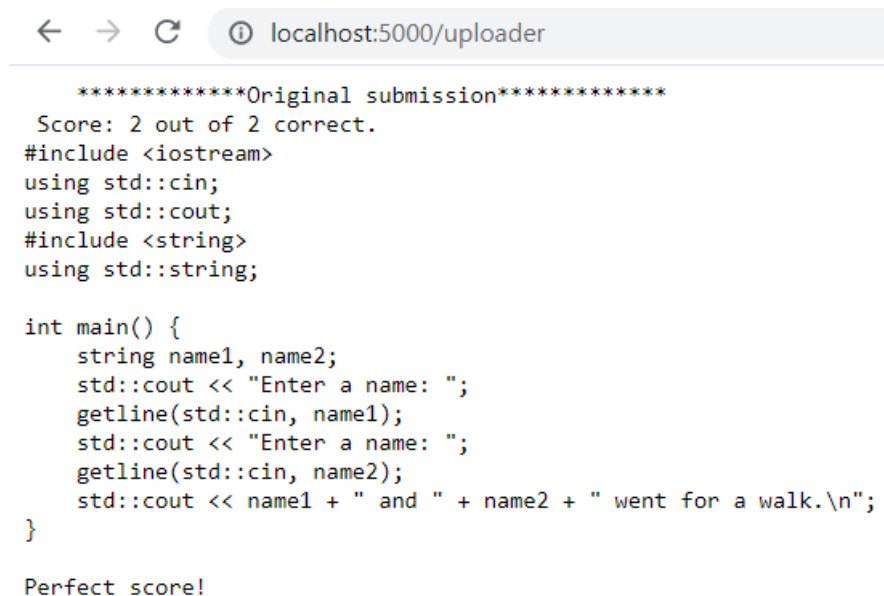 localhost:5000/uploader
*************Original submission*************
Score: 2 out of 2 correct.
#include <iostream>
using std::cin;
using std::cout;
#include <string>
using std::string;
int main() {
    string name1, name2;
    std::cout << "Enter a name: ";
    getline(std::cin, name1);
    std::cout << "Enter a name: ";
    getline(std::cin, name2);
    std::cout << name1 + " and " + name2 + " went for a walk.\n";
}
Perfect score!